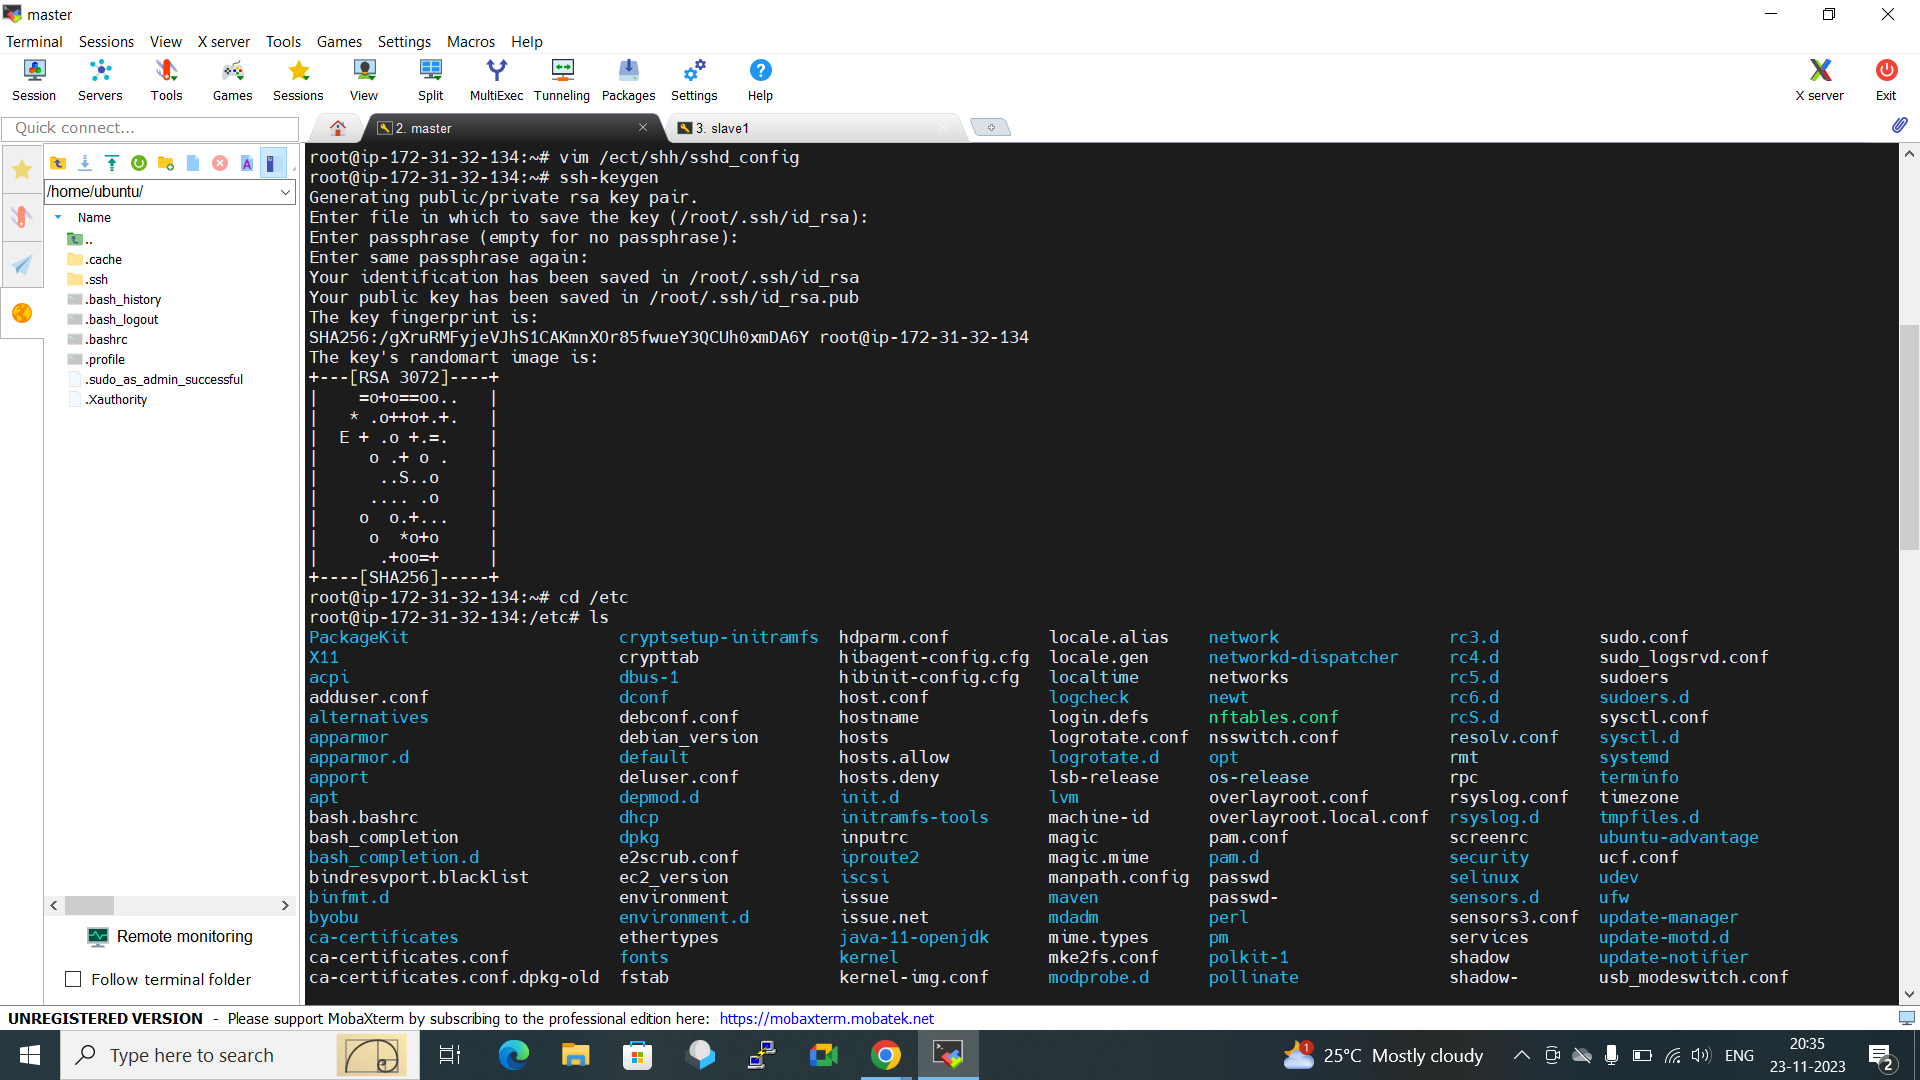 master
Terminal Sessions View X server Tools Games Settings Macros Help
Session Servers Tools Games Sessions View Split MultiExec Tunneling Packages Settings Help X server Exit
Quick connect... 2. master 3. slave1
/home/ubuntu/
Name
..
.cache
.ssh
.bash_history
.bash_logout
.bashrc
.profile
.sudo_as_admin_successful
.Xauthority
Remote monitoring
Follow terminal folder
root@ip-172-31-32-134:~# vim /ect/shh/sshd_config
root@ip-172-31-32-134:~# ssh-keygen
Generating public/private rsa key pair.
Enter file in which to save the key (/root/.ssh/id_rsa):
Enter passphrase (empty for no passphrase):
Enter same passphrase again:
Your identification has been saved in /root/.ssh/id_rsa
Your public key has been saved in /root/.ssh/id_rsa.pub
The key fingerprint is:
SHA256:/gXruRMFyjeVJhS1CAKmnXOr85fwueY3QCUh0xmDA6Y root@ip-172-31-32-134
The key's randomart image is:
+---[RSA 3072]----+
|    =o+o==oo..   |
|   * .o++o+.+.   |
|  E + .o +.=.    |
|     o .+ o .    |
|      ..S..o     |
|     .... .o     |
|    o  o.+...    |
|     o  *o+o     |
|      .+oo=+     |
+----[SHA256]-----+
root@ip-172-31-32-134:~# cd /etc
root@ip-172-31-32-134:/etc# ls
PackageKit cryptsetup-initramfs hdparm.conf locale.alias network rc3.d sudo.conf
X11 crypttab hibagent-config.cfg locale.gen networkd-dispatcher rc4.d sudo_logsrvd.conf
acpi dbus-1 hibinit-config.cfg localtime networks rc5.d sudoers
adduser.conf dconf host.conf logcheck newt rc6.d sudoers.d
alternatives debconf.conf hostname login.defs nftables.conf rcS.d sysctl.conf
apparmor debian_version hosts logrotate.conf nsswitch.conf resolv.conf sysctl.d
apparmor.d default hosts.allow logrotate.d opt rmt systemd
apport deluser.conf hosts.deny lsb-release os-release rpc terminfo
apt depmod.d init.d lvm overlayroot.conf rsyslog.conf timezone
bash.bashrc dhcp initramfs-tools machine-id overlayroot.local.conf rsyslog.d tmpfiles.d
bash_completion dpkg inputrc magic pam.conf screenrc ubuntu-advantage
bash_completion.d e2scrub.conf iproute2 magic.mime pam.d security ucf.conf
bindresvport.blacklist ec2_version iscsi manpath.config passwd selinux udev
binfmt.d environment issue maven passwd- sensors.d ufw
byobu environment.d issue.net mdadm perl sensors3.conf update-manager
ca-certificates ethertypes java-11-openjdk mime.types pm services update-motd.d
ca-certificates.conf fonts kernel mke2fs.conf polkit-1 shadow update-notifier
ca-certificates.conf.dpkg-old fstab kernel-img.conf modprobe.d pollinate shadow- usb_modeswitch.conf
UNREGISTERED VERSION - Please support MobaXterm by subscribing to the professional edition here: https://mobaxterm.mobatek.net
Type here to search 1 25°C Mostly cloudy ENG 20:35
23-11-2023 2